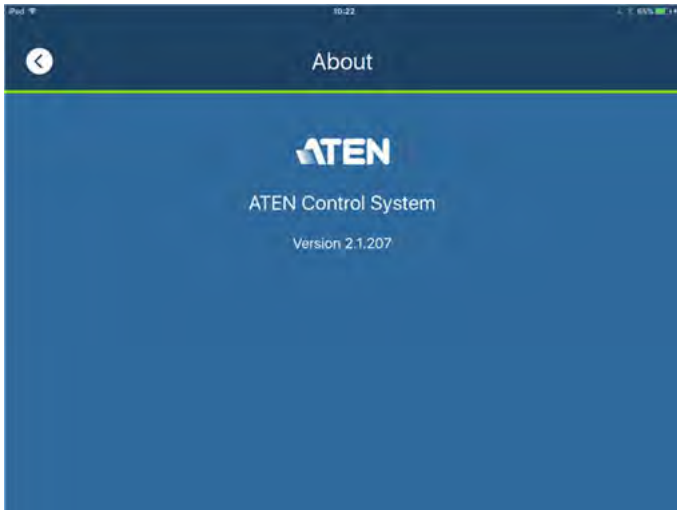 iPad 10:22 65%
About
ATEN
ATEN Control System
Version 2.1.207